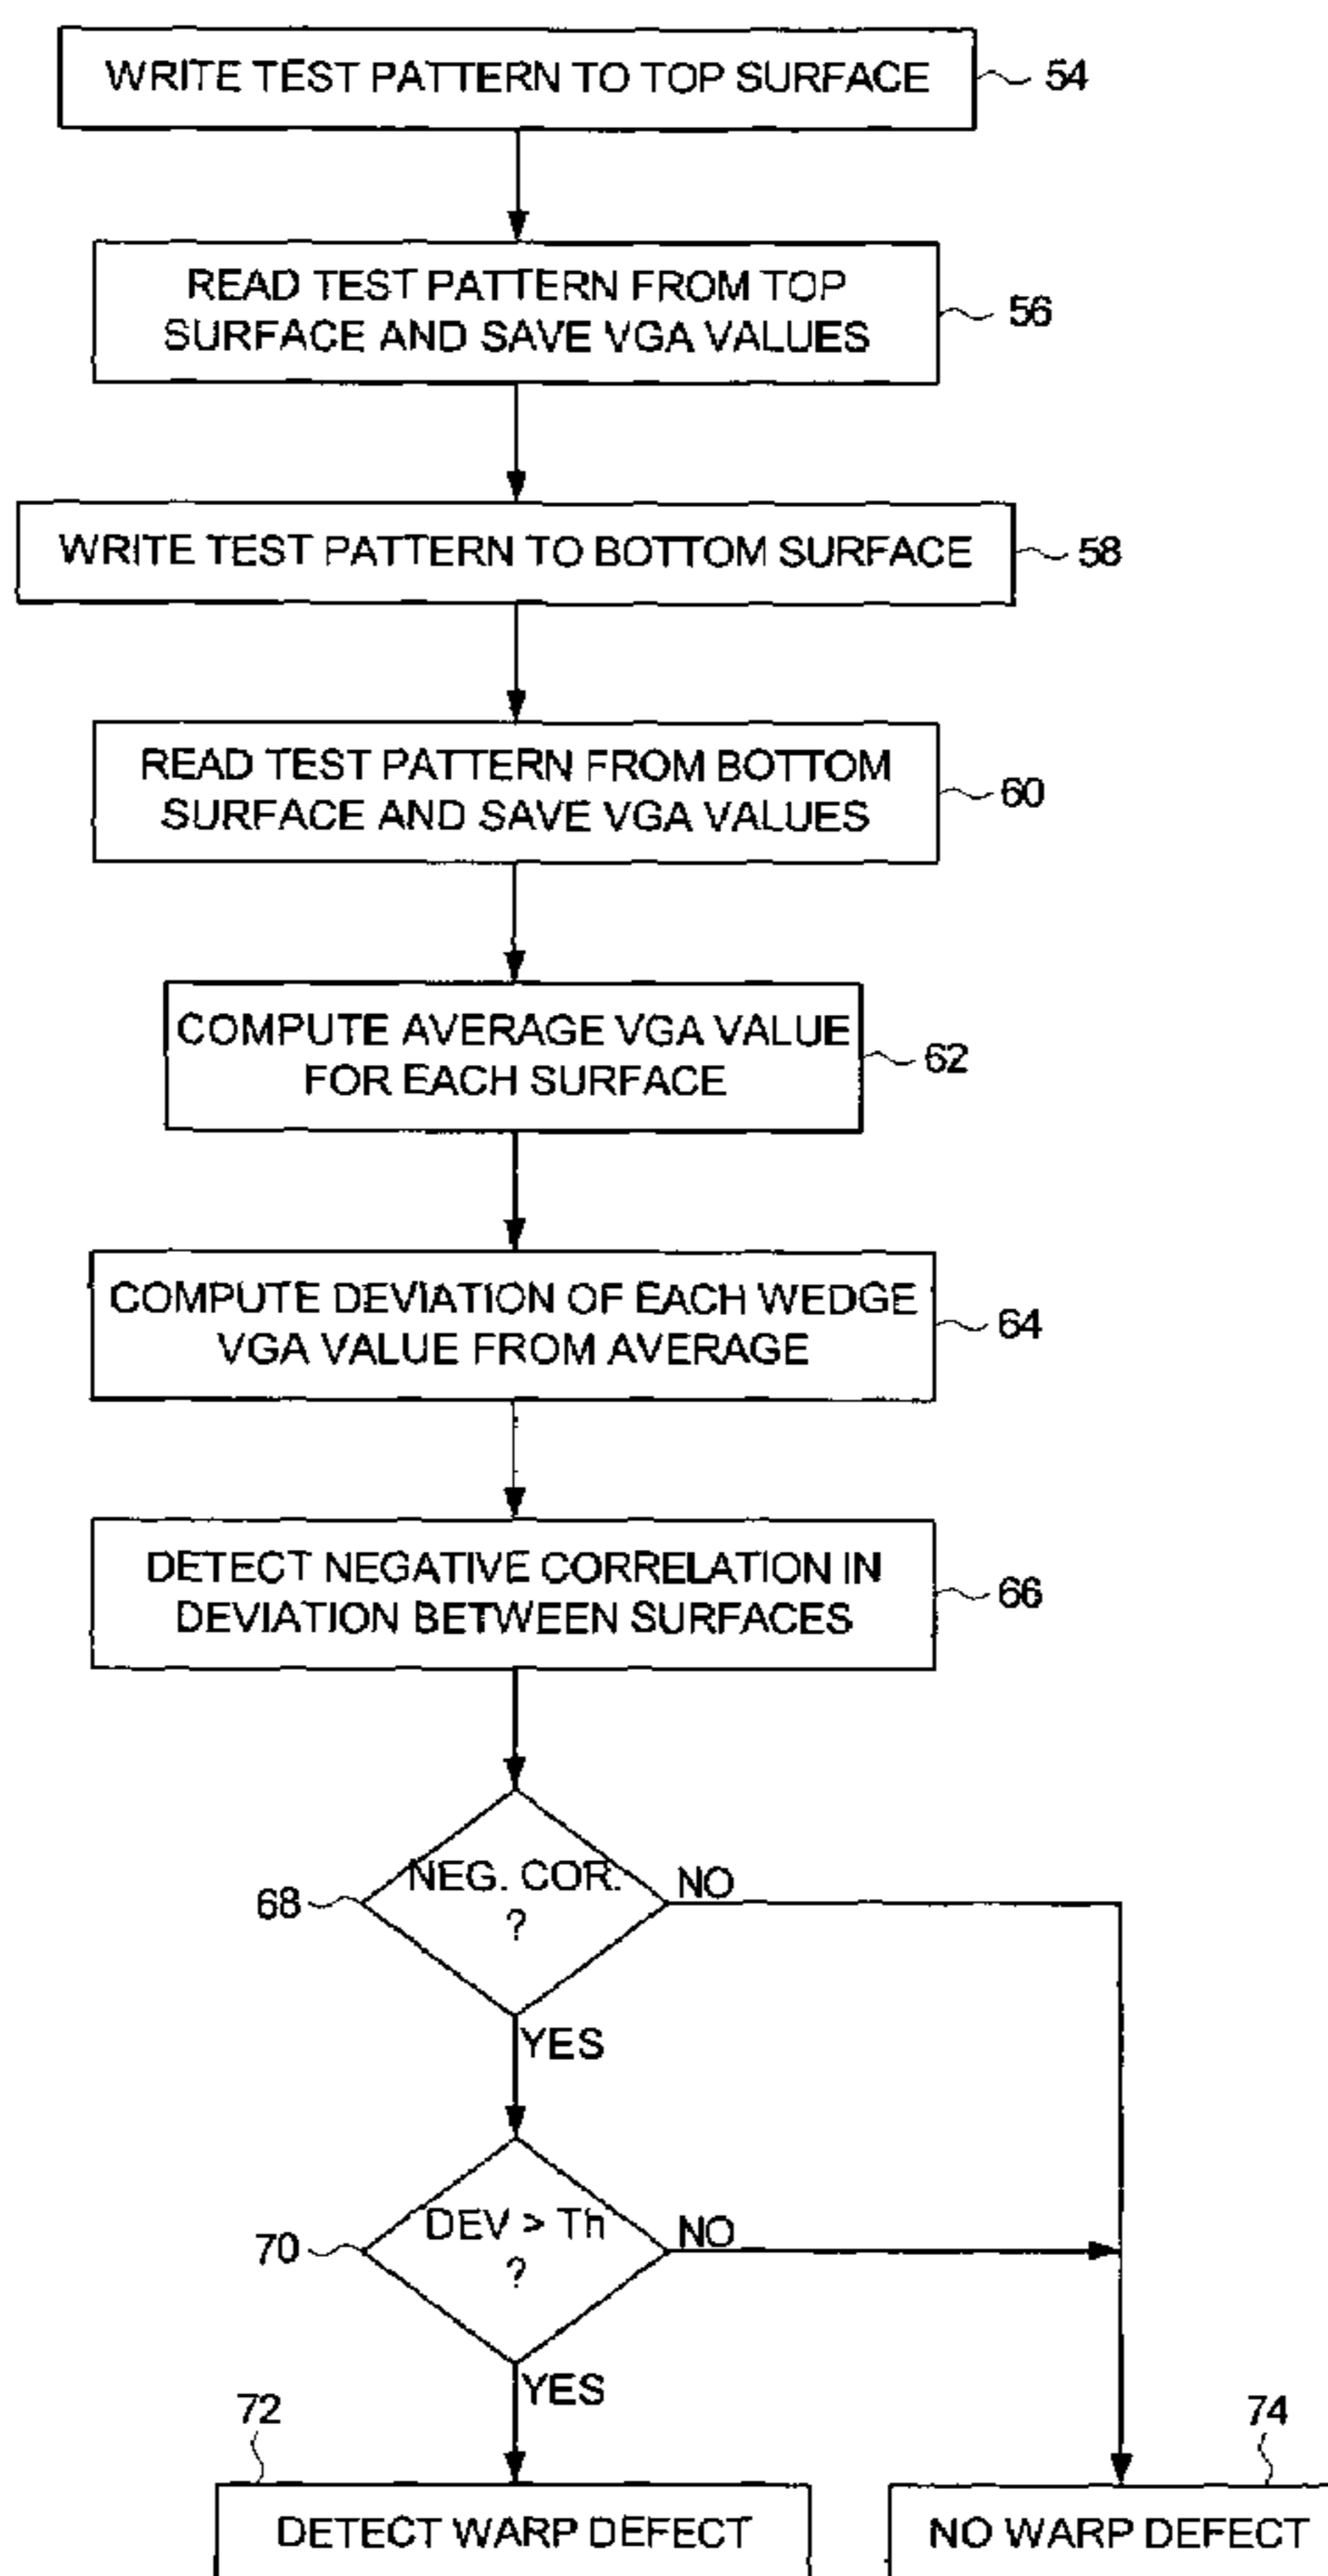 WRITE TEST PATTERN TO TOP SURFACE
54
READ TEST PATTERN FROM TOP
SURFACE AND SAVE VGA VALUES
56
WRITE TEST PATTERN TO BOTTOM SURFACE
58
READ TEST PATTERN FROM BOTTOM
SURFACE AND SAVE VGA VALUES
60
COMPUTE AVERAGE VGA VALUE
FOR EACH SURFACE
62
COMPUTE DEVIATION OF EACH WEDGE
VGA VALUE FROM AVERAGE
64
DETECT NEGATIVE CORRELATION IN
DEVIATION BETWEEN SURFACES
66
68
NEG. COR.
?
NO
YES
70
DEV > Th
?
NO
YES
72
74
DETECT WARP DEFECT
NO WARP DEFECT